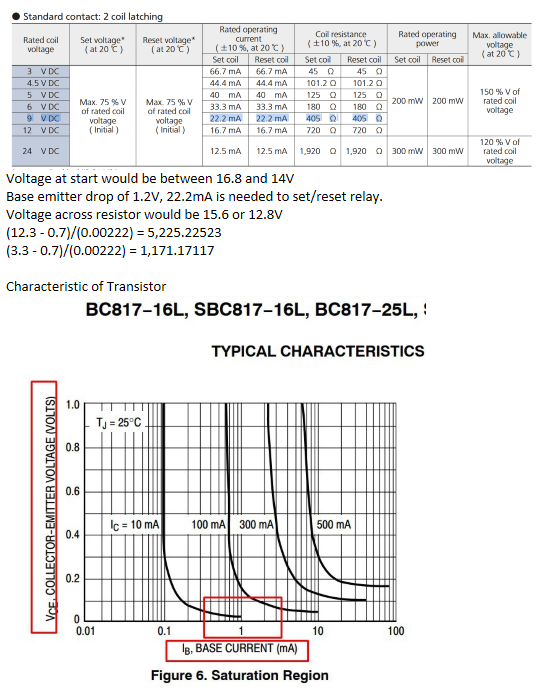 ● Standard contact: 2 coil latching
Rated coil voltage | Set voltage* (at 20℃) | Reset voltage* (at 20℃) | Rated operating current (±10 %, at 20℃) | Coil resistance (±10 %, at 20℃) | Rated operating power | Max. allowable voltage (at 20℃)
Set coil | Reset coil | Set coil | Reset coil | Set coil | Reset coil
3 V DC | Max. 75 % V of rated coil voltage (Initial) | Max. 75 % V of rated coil voltage (Initial) | 66.7 mA | 66.7 mA | 45 Ω | 45 Ω | 200 mW | 200 mW | 150 % V of rated coil voltage
4.5 V DC | 44.4 mA | 44.4 mA | 101.2 Ω | 101.2 Ω
5 V DC | 40 mA | 40 mA | 125 Ω | 125 Ω
6 V DC | 33.3 mA | 33.3 mA | 180 Ω | 180 Ω
9 V DC | 22.2 mA | 22.2 mA | 405 Ω | 405 Ω
12 V DC | 16.7 mA | 16.7 mA | 720 Ω | 720 Ω
24 V DC | 12.5 mA | 12.5 mA | 1,920 Ω | 1,920 Ω | 300 mW | 300 mW | 120 % V of rated coil voltage
Voltage at start would be between 16.8 and 14V
Base emitter drop of 1.2V, 22.2mA is needed to set/reset relay.
Voltage across resistor would be 15.6 or 12.8V
(12.3 - 0.7)/(0.00222) = 5,225.22523
(3.3 - 0.7)/(0.00222) = 1,171.17117
Characteristic of Transistor
BC817−16L, SBC817−16L, BC817−25L,
TYPICAL CHARACTERISTICS
VCE, COLLECTOR-EMITTER VOLTAGE (VOLTS)
1.0
0.8
0.6
0.4
0.2
0
TJ = 25°C
IC = 10 mA 100 mA 300 mA 500 mA
0.01 0.1 1 10 100
IB, BASE CURRENT (mA)
Figure 6. Saturation Region